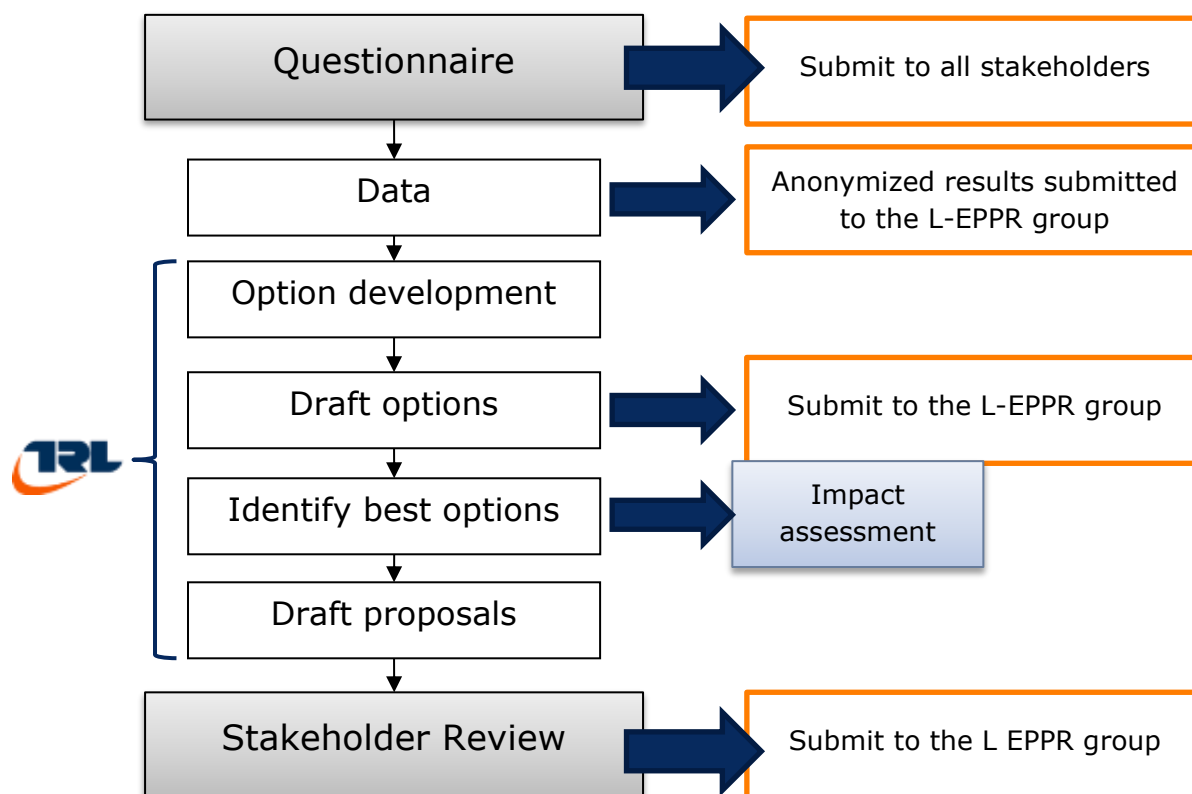 Questionnaire
Submit to all stakeholders
Data
Anonymized results submitted
to the L-EPPR group
Option development
Draft options
Submit to the L-EPPR group
TRL
Identify best options
Impact
assessment
Draft proposals
Stakeholder Review
Submit to the L EPPR group